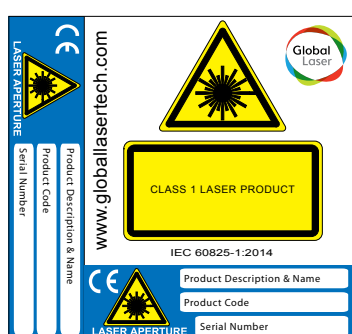 CE
LASER APERTURE
Product Description & Name
Product Code
Serial Number
www.globallasertech.com
Global
Laser
CLASS 1 LASER PRODUCT
IEC 60825-1:2014
CE
LASER APERTURE
Product Description & Name
Product Code
Serial Number